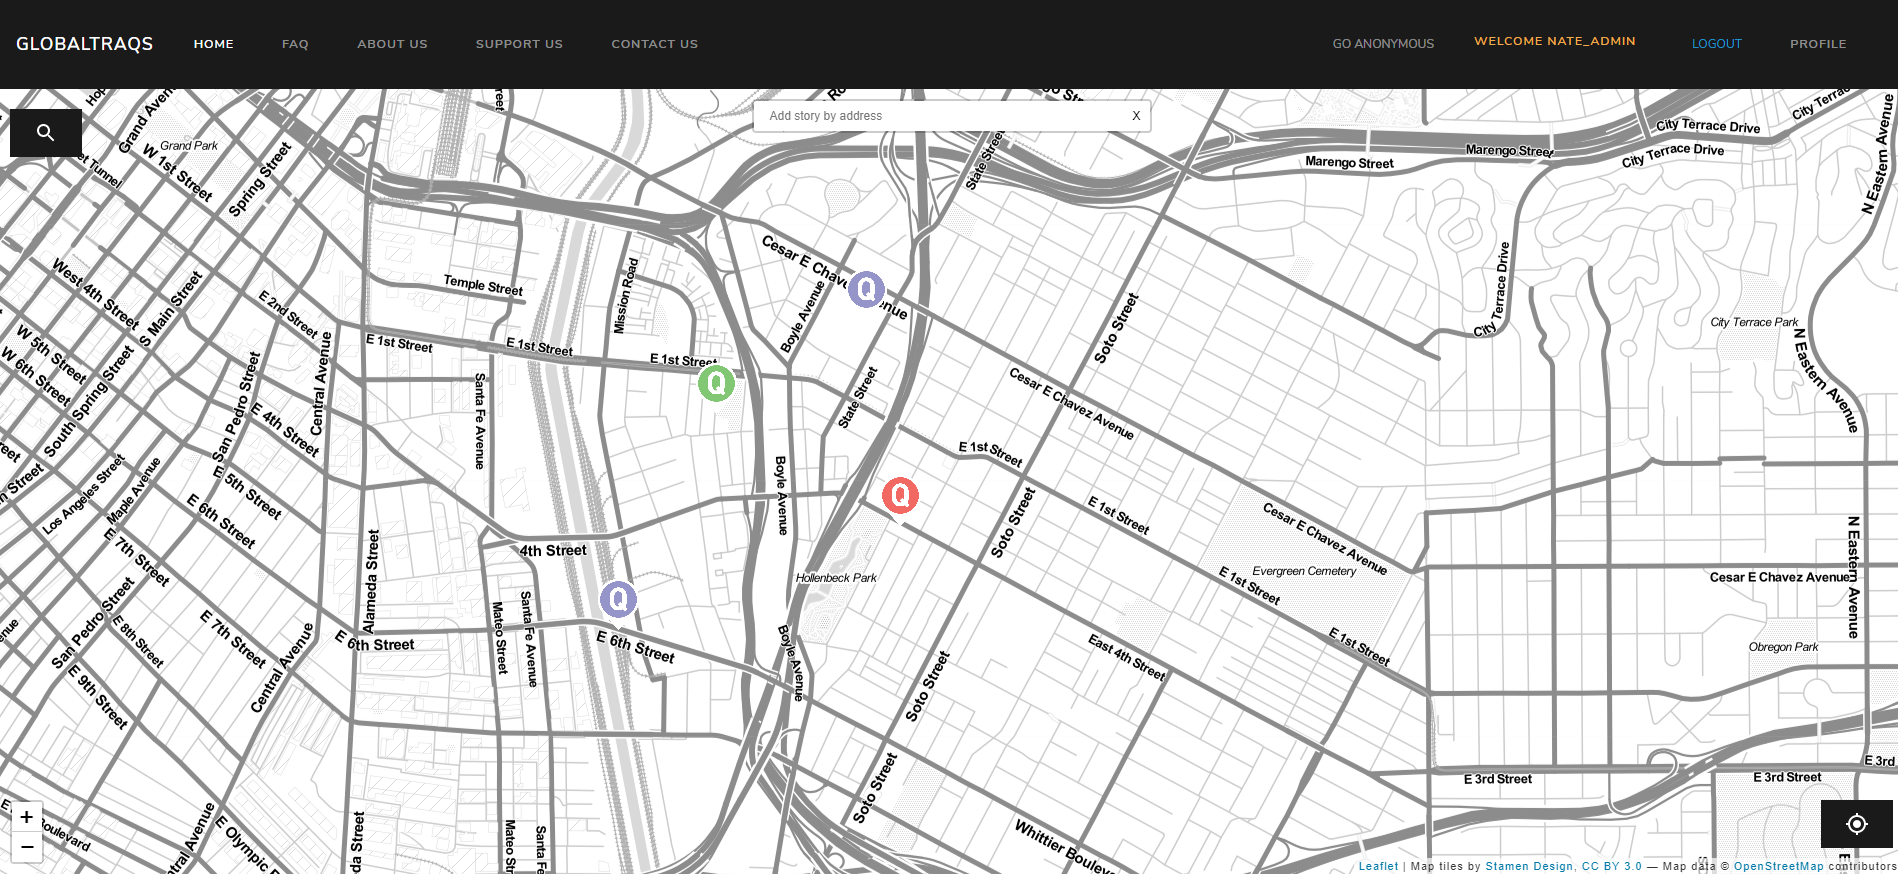 GLOBALTRAQS HOME FAQ ABOUT US SUPPORT US CONTACT US GO ANONYMOUS WELCOME NATE_ADMIN LOGOUT PROFILE
Add story by address X
Grand Avenue
Grand Park
W 1st Street
Spring Street
State Street
City Terrace Drive
Marengo Street
Marengo Street
City Terrace Drive
N Eastern Avenue
West 4th Street
S Main Street
E 2nd Street
Temple Street
Mission Road
Cesar E Chavez Avenue
Boyle Avenue
Soto Street
City Terrace Drive
City Terrace Park
N Eastern Avenue
W 5th Street
W 6th Street
South Spring Street
E 1st Street
E 1st Street
E 1st Street
Central Avenue
San Pedro Street
E 4th Street
Santa Fe Avenue
State Street
Cesar E Chavez Avenue
E 1st Street
Los Angeles Street
Maple Avenue
E 5th Street
E 6th Street
E 7th Street
Alameda Street
4th Street
Boyle Avenue
Hollenbeck Park
Soto Street
E 1st Street
Cesar E Chavez Avenue
Evergreen Cemetery
E 1st Street
Cesar E Chavez Avenue
N Eastern Avenue
San Pedro Street
E 8th Street
E 7th Street
E 9th Street
Central Avenue
E 6th Street
Mateo Street
Santa Fe Avenue
E 6th Street
Boyle Avenue
Soto Street
East 4th Street
E 1st Street
Obregon Park
Soto Street
E 3rd Street
E 3rd Street
E 3rd
Q
Q
Q
Q
+
−
Boulevard
E Olympic
Mateo St
Santa Fe
Whittier Boulev
Leaflet | Map tiles by Stamen Design, CC BY 3.0 — Map data © OpenStreetMap contributors